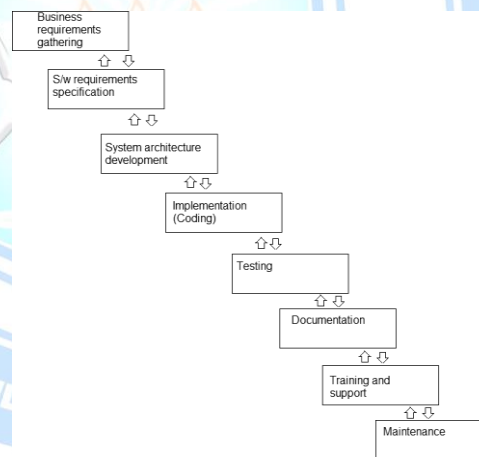 Business
requirements
gathering
S/w requirements
specification
System architecture
development
Implementation
(Coding)
Testing
Documentation
Training and
support
Maintenance